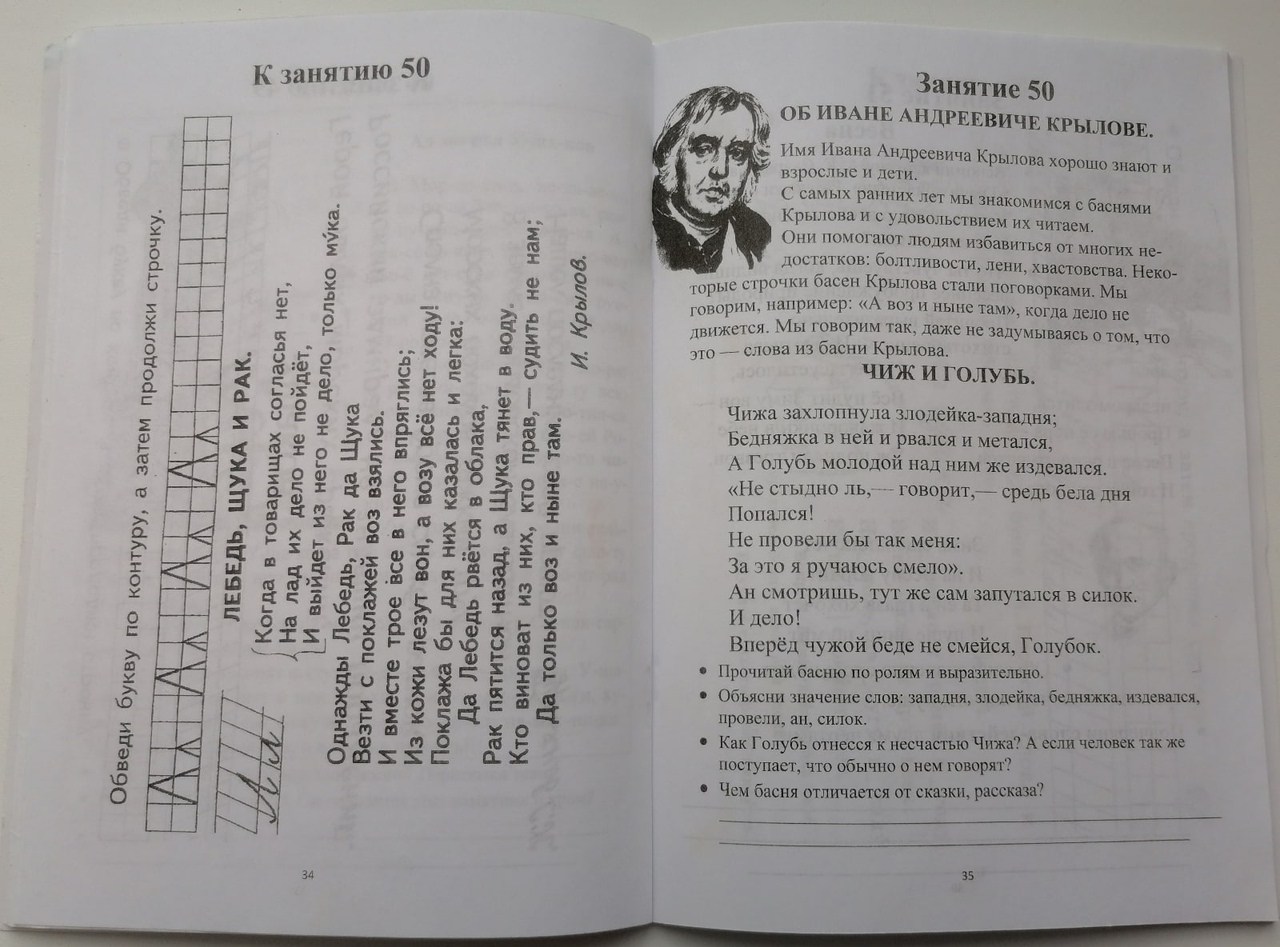 К занятию 50
Обведи букву по контуру, а затем продолжи строчку.
Л л
ЛЕБЕДЬ, ЩУКА И РАК.
Когда в товарищах согласья нет,
На лад их дело не пойдёт,
И выйдет из него не дело, только му́ка.
Однажды Лебедь, Рак да Щука
Везти с поклажей воз взялись.
И вместе трое все в него впряглись;
Из кожи лезут вон, а возу всё нет ходу!
Поклажа бы для них казалась и легка:
Да Лебедь рвётся в облака,
Рак пятится назад, а Щука тянет в воду.
Кто виноват из них, кто прав,— судить не нам;
Да только воз и ныне там.
И. Крылов.
34
Занятие 50
ОБ ИВАНЕ АНДРЕЕВИЧЕ КРЫЛОВЕ.
Имя Ивана Андреевича Крылова хорошо знают и
взрослые и дети.
С самых ранних лет мы знакомимся с баснями
Крылова и с удовольствием их читаем.
Они помогают людям избавиться от многих не-
достатков: болтливости, лени, хвастовства. Неко-
торые строчки басен Крылова стали поговорками. Мы
говорим, например: «А воз и ныне там», когда дело не
движется. Мы говорим так, даже не задумываясь о том, что
это — слова из басни Крылова.
ЧИЖ И ГОЛУБЬ.
Чижа захлопнула злодейка-западня;
Бедняжка в ней и рвался и метался,
А Голубь молодой над ним же издевался.
«Не стыдно ль,— говорит,— средь бела дня
Попался!
Не провели бы так меня:
За это я ручаюсь смело».
Ан смотришь, тут же сам запутался в силок.
И дело!
Вперёд чужой беде не смейся, Голубок.
• Прочитай басню по ролям и выразительно.
• Объясни значение слов: западня, злодейка, бедняжка, издевался,
провели, ан, силок.
• Как Голубь отнесся к несчастью Чижа? А если человек так же
поступает, что обычно о нем говорят?
• Чем басня отличается от сказки, рассказа?
35